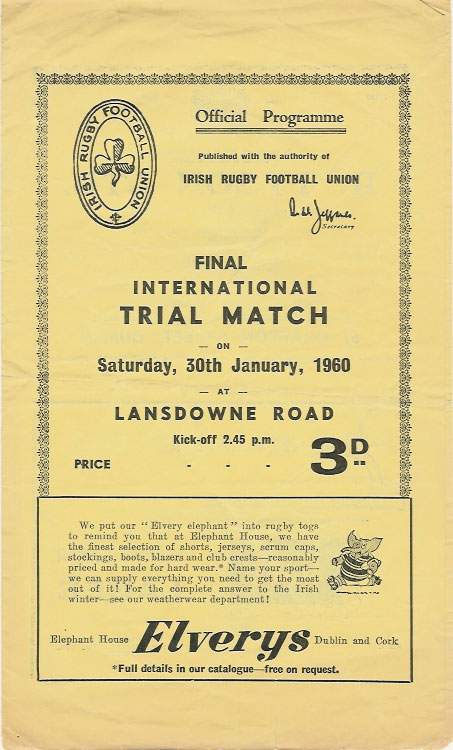 IRISH RUGBY FOOTBALL UNION
Official Programme
Published with the authority of
IRISH RUGBY FOOTBALL UNION
Secretary
FINAL
INTERNATIONAL
TRIAL MATCH
— ON —
Saturday, 30th January, 1960
— AT —
LANSDOWNE ROAD
Kick-off 2.45 p.m.
PRICE - - - 3D
We put our "Elvery elephant" into rugby togs
to remind you that at Elephant House, we have
the finest selection of shorts, jerseys, scrum caps,
stockings, boots, blazers and club crests—reasonably
priced and made for hard wear.* Name your sport—
we can supply everything you need to get the most
out of it! For the complete answer to the Irish
winter—see our weatherwear department!
Elephant House Elverys Dublin and Cork
*Full details in our catalogue—free on request.